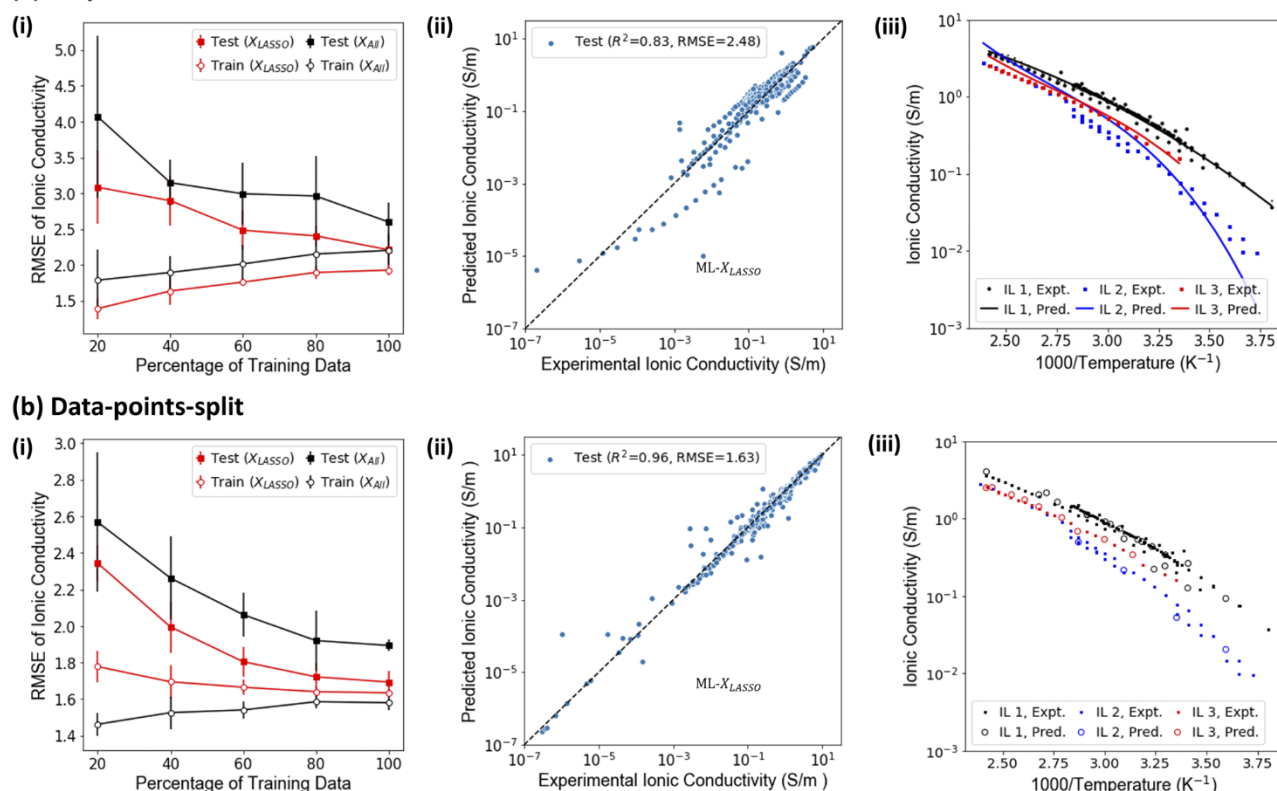 (i)
(ii)
(iii)
Test (X_LASSO)
Test (X_All)
Train (X_LASSO)
Train (X_All)
RMSE of Ionic Conductivity
5.0
4.5
4.0
3.5
3.0
2.5
2.0
1.5
20
40
60
80
100
Percentage of Training Data
Test (R²=0.83, RMSE=2.48)
Predicted Ionic Conductivity (S/m)
10¹
10⁻¹
10⁻³
10⁻⁵
10⁻⁷
ML-X_LASSO
10⁻⁷
10⁻⁵
10⁻³
10⁻¹
10¹
Experimental Ionic Conductivity (S/m)
Ionic Conductivity (S/m)
10¹
10⁰
10⁻¹
10⁻²
10⁻³
IL 1, Expt.
IL 2, Expt.
IL 3, Expt.
IL 1, Pred.
IL 2, Pred.
IL 3, Pred.
2.50
2.75
3.00
3.25
3.50
3.75
1000/Temperature (K⁻¹)
(b) Data-points-split
(i)
(ii)
(iii)
Test (X_LASSO)
Test (X_All)
Train (X_LASSO)
Train (X_All)
RMSE of Ionic Conductivity
3.0
2.8
2.6
2.4
2.2
2.0
1.8
1.6
1.4
20
40
60
80
100
Percentage of Training Data
Test (R²=0.96, RMSE=1.63)
Predicted Ionic Conductivity (S/m )
10¹
10⁻¹
10⁻³
10⁻⁵
10⁻⁷
ML-X_LASSO
10⁻⁷
10⁻⁵
10⁻³
10⁻¹
10¹
Experimental Ionic Conductivity (S/m )
Ionic Conductivity (S/m)
10¹
10⁰
10⁻¹
10⁻²
10⁻³
IL 1, Expt.
IL 2, Expt.
IL 3, Expt.
IL 1, Pred.
IL 2, Pred.
IL 3, Pred.
2.50
2.75
3.00
3.25
3.50
3.75
1000/Temperature (K⁻¹)